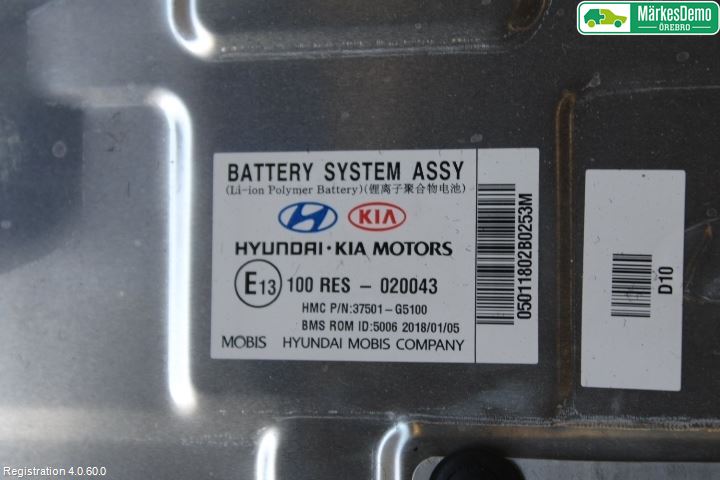 MärkesDemo
ÖREBRO
BATTERY SYSTEM ASSY
(Li-ion Polymer Battery)(锂离子聚合物电池)
KIA
HYUNDAI · KIA MOTORS
E13 100 RES - 020043
HMC P/N:37501-G5100
BMS ROM ID:5006 2018/01/05
MOBIS HYUNDAI MOBIS COMPANY
05011802B0253M
D10
Registration 4.0.60.0